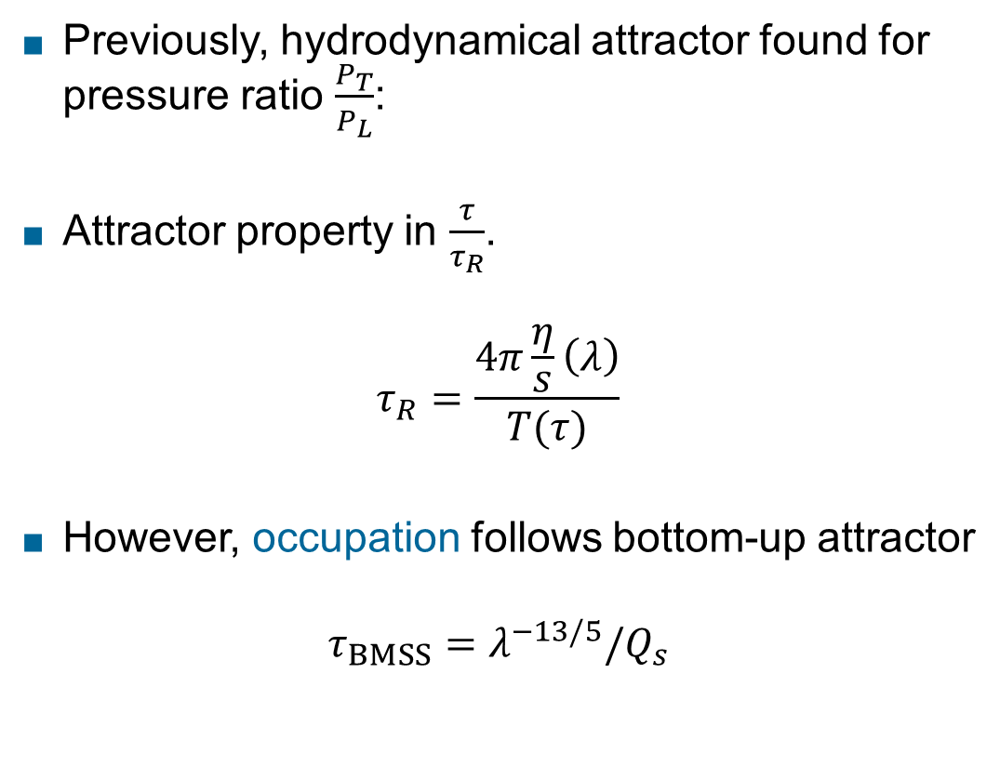 ▪ Previously, hydrodynamical attractor found for
pressure ratio $\frac{P_T}{P_L}$:
▪ Attractor property in $\frac{\tau}{\tau_R}$.
$\tau_R = \frac{4\pi \frac{\eta}{s}(\lambda)}{T(\tau)}$
▪ However, occupation follows bottom-up attractor
$\tau_{\mathrm{BMSS}} = \lambda^{-13/5}/Q_s$